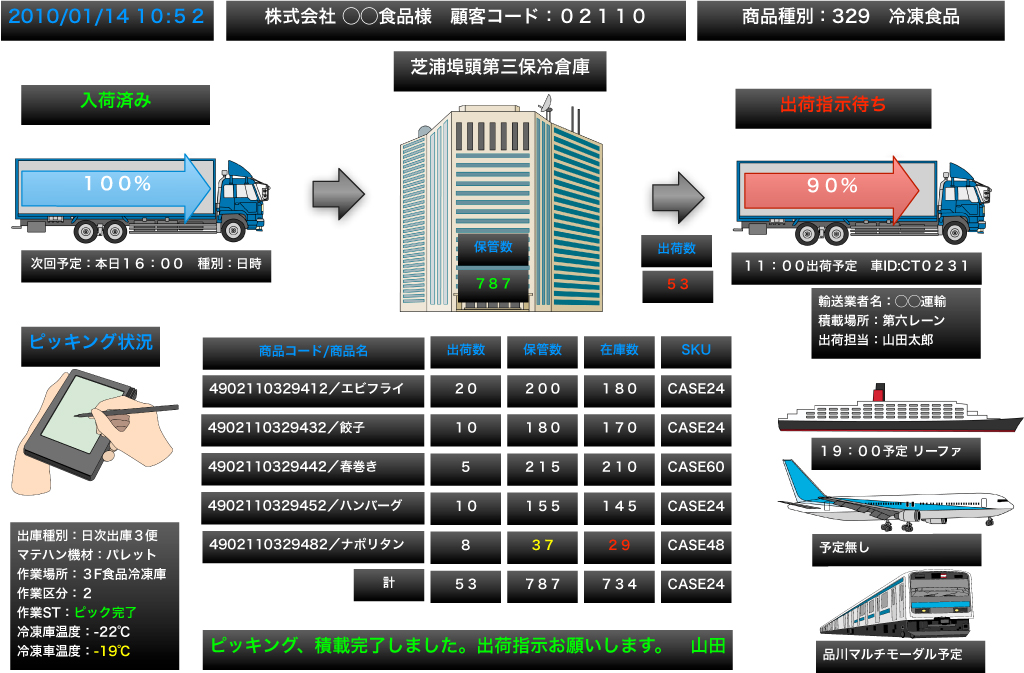 2010/01/14 10:52
株式会社 〇〇食品様　顧客コード：０２１１０
商品種別：329　冷凍食品
芝浦埠頭第三保冷倉庫
入荷済み
出荷指示待ち
１００%
９０%
保管数
787
出荷数
５３
次回予定：本日１６：００　種別：日時
１１：００出荷予定　車ID:CT０２３１
輸送業者名：〇〇運輸
積載場所：第六レーン
出荷担当：山田太郎
ピッキング状況
商品コード/商品名 出荷数 保管数 在庫数 SKU
4902110329412／エビフライ ２０ ２００ １８０ CASE24
4902110329432／餃子 １０ １８０ １７０ CASE24
4902110329442／春巻き ５ ２１５ ２１０ CASE60
4902110329452／ハンバーグ １０ １５５ １４５ CASE24
4902110329482／ナポリタン ８ ３７ ２９ CASE48
計 ５３ ７８７ ７３４ CASE24
１９：００予定 リーファ
予定無し
品川マルチモーダル予定
出庫種別：日次出庫３便
マテハン機材：パレット
作業場所：３F食品冷凍庫
作業区分：２
作業ST：ピック完了
冷凍庫温度：-22℃
冷凍車温度：-19℃
ピッキング、積載完了しました。出荷指示お願いします。　山田